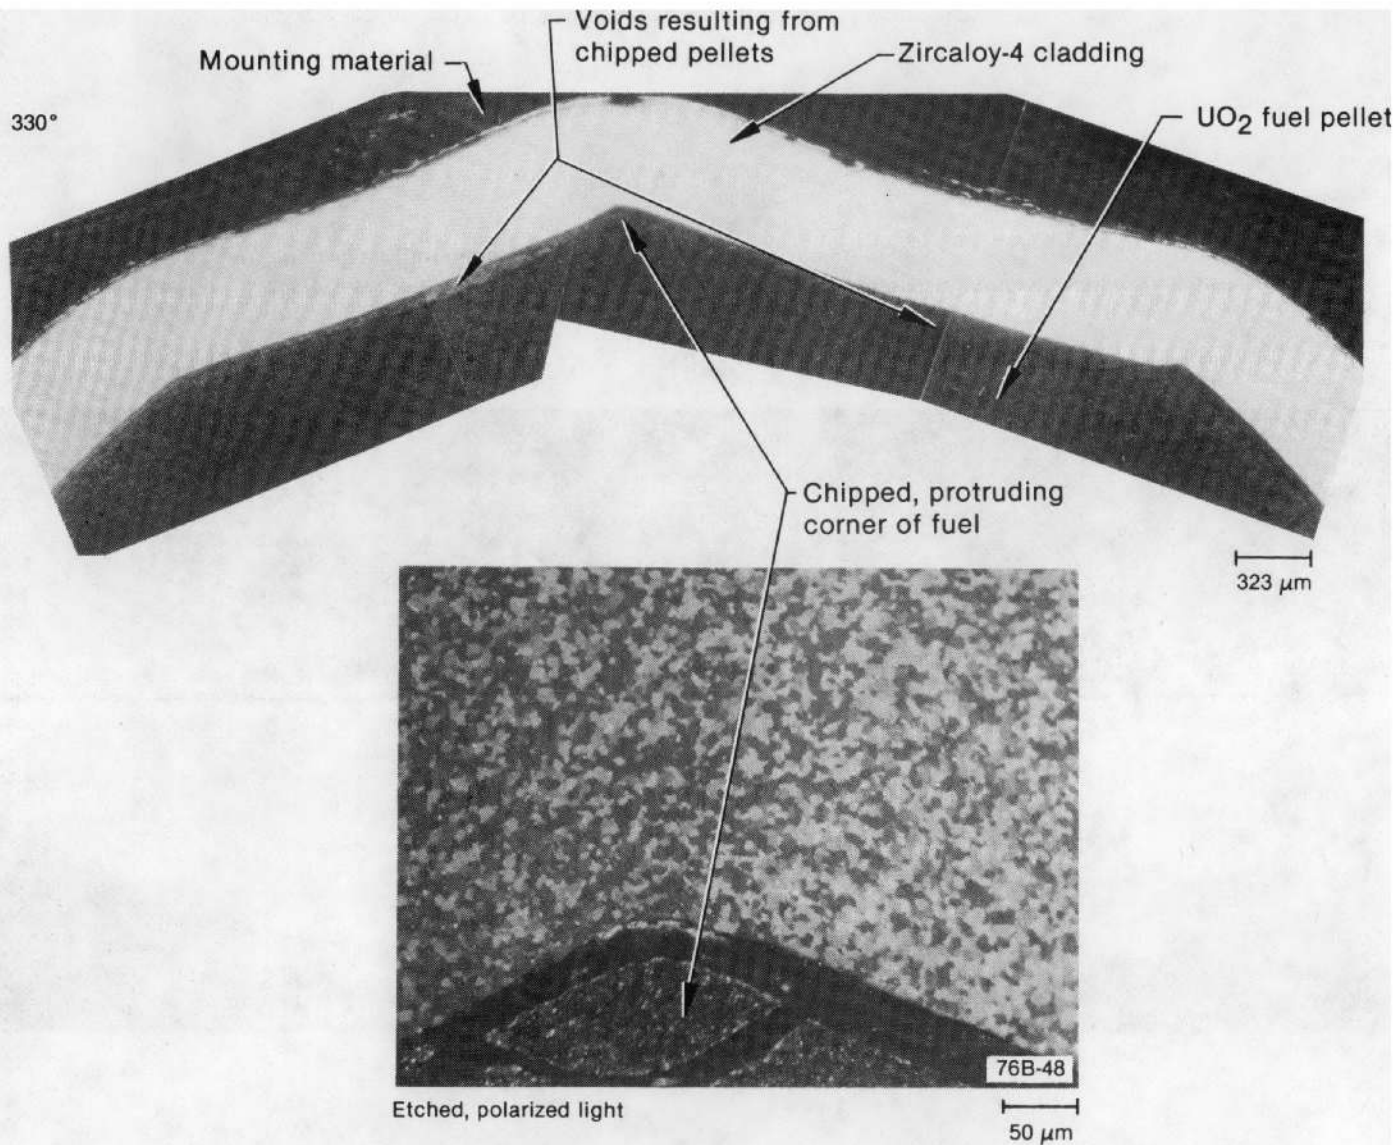 Voids resulting from
chipped pellets
Mounting material
Zircaloy-4 cladding
330°
UO₂ fuel pellet
Chipped, protruding
corner of fuel
323 μm
76B-48
Etched, polarized light
50 μm